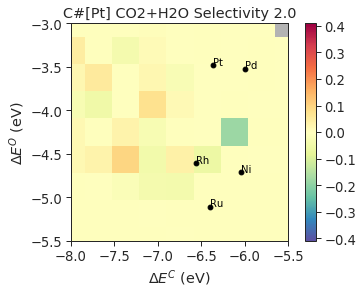 C#[Pt] CO2+H2O Selectivity 2.0
−3.0
−3.5
−4.0
−4.5
−5.0
−5.5
ΔE^O (eV)
Pt
Pd
Rh
Ni
Ru
−8.0 −7.5 −7.0 −6.5 −6.0 −5.5
ΔE^C (eV)
0.4
0.3
0.2
0.1
0.0
−0.1
−0.2
−0.3
−0.4